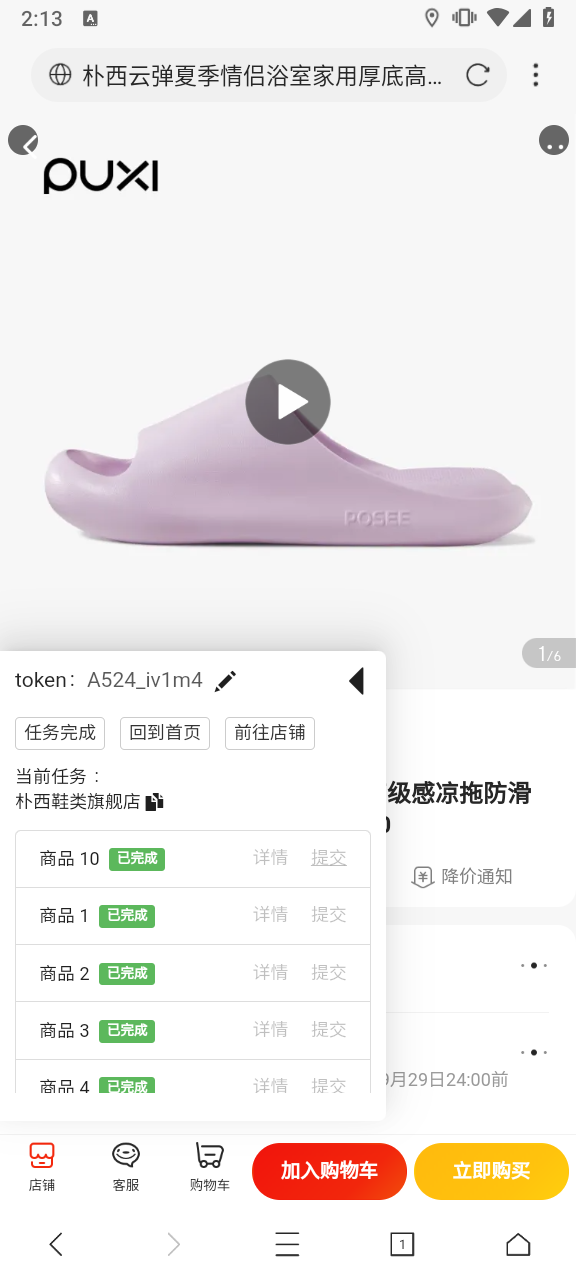 2:13
A
朴西云弹夏季情侣浴室家用厚底高...
PUXI
POSEE
1/6
token： A524_iv1m4
任务完成 回到首页 前往店铺
当前任务：
朴西鞋类旗舰店
级感凉拖防滑
商品 10 已完成 详情 提交
降价通知
商品 1 已完成 详情 提交
商品 2 已完成 详情 提交
商品 3 已完成 详情 提交
商品 4 已完成 详情 提交
9月29日24:00前
店铺 客服 购物车 加入购物车 立即购买
1